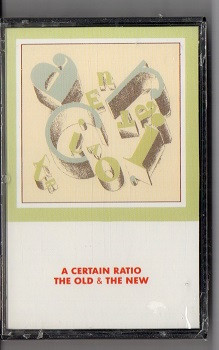 A CERTAIN RATIO
THE OLD & THE NEW